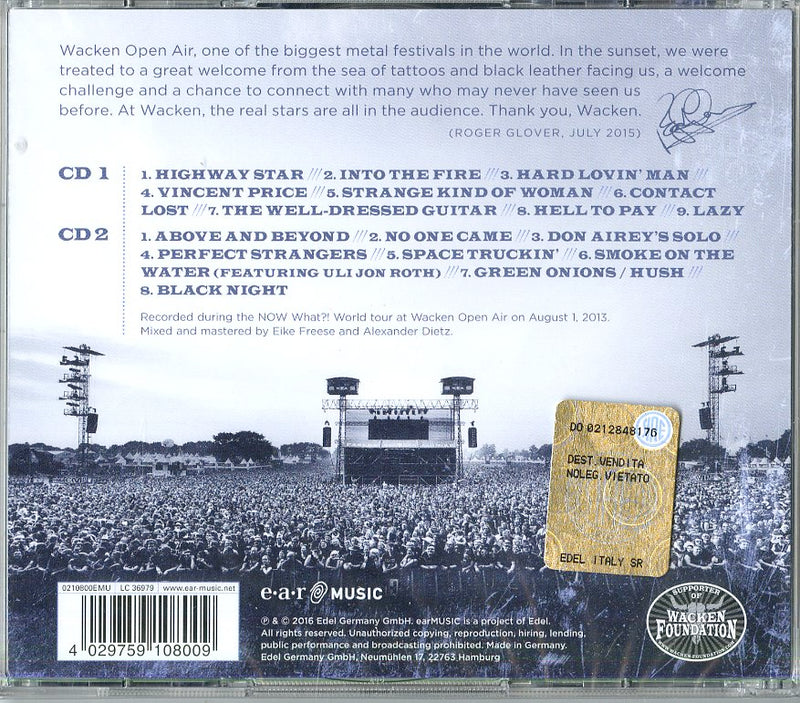 Wacken Open Air, one of the biggest metal festivals in the world. In the sunset, we were
treated to a great welcome from the sea of tattoos and black leather facing us, a welcome
challenge and a chance to connect with many who may never have seen us
before. At Wacken, the real stars are all in the audience. Thank you, Wacken.
(ROGER GLOVER, JULY 2015)
CD 1
1. HIGHWAY STAR /// 2. INTO THE FIRE /// 3. HARD LOVIN' MAN ///
4. VINCENT PRICE /// 5. STRANGE KIND OF WOMAN /// 6. CONTACT
LOST /// 7. THE WELL-DRESSED GUITAR /// 8. HELL TO PAY /// 9. LAZY
CD 2
1. ABOVE AND BEYOND /// 2. NO ONE CAME /// 3. DON AIREY'S SOLO ///
4. PERFECT STRANGERS /// 5. SPACE TRUCKIN' /// 6. SMOKE ON THE
WATER (FEATURING ULI JON ROTH) /// 7. GREEN ONIONS / HUSH ///
8. BLACK NIGHT
Recorded during the NOW What?! World tour at Wacken Open Air on August 1, 2013.
Mixed and mastered by Eike Freese and Alexander Dietz.
DO 0212848176
DEST.VENDITA
NOLEG.VIETATO
EDEL ITALY SR
0210800EMU LC 36979 www.ear-music.net
4 029759 108009
e·a·r MUSIC
℗ & © 2016 Edel Germany GmbH. earMUSIC is a project of Edel.
All rights reserved. Unauthorized copying, reproduction, hiring, lending,
public performance and broadcasting prohibited. Made in Germany.
Edel Germany GmbH, Neumühlen 17, 22763 Hamburg
SUPPORTER OF
WACKEN
FOUNDATION
WWW.WACKEN-FOUNDATION.COM